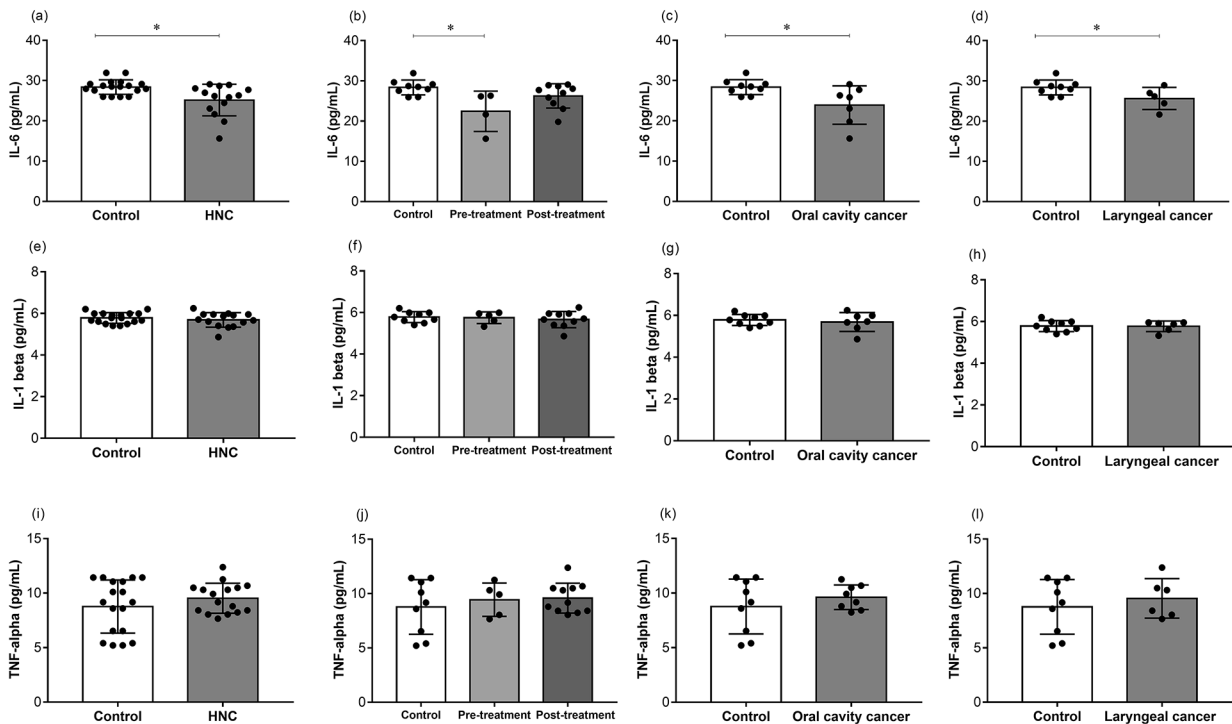 (a)
*
IL-6 (pg/mL)
40
30
20
10
0
Control
HNC
(b)
*
IL-6 (pg/mL)
40
30
20
10
0
Control
Pre-treatment
Post-treatment
(c)
*
IL-6 (pg/mL)
40
30
20
10
0
Control
Oral cavity cancer
(d)
*
IL-6 (pg/mL)
40
30
20
10
0
Control
Laryngeal cancer
(e)
IL-1 beta (pg/mL)
8
6
4
2
0
Control
HNC
(f)
IL-1 beta (pg/mL)
8
6
4
2
0
Control
Pre-treatment
Post-treatment
(g)
IL-1 beta (pg/mL)
8
6
4
2
0
Control
Oral cavity cancer
(h)
IL-1 beta (pg/mL)
8
6
4
2
0
Control
Laryngeal cancer
(i)
TNF-alpha (pg/mL)
15
10
5
0
Control
HNC
(j)
TNF-alpha (pg/mL)
15
10
5
0
Control
Pre-treatment
Post-treatment
(k)
TNF-alpha (pg/mL)
15
10
5
0
Control
Oral cavity cancer
(l)
TNF-alpha (pg/mL)
15
10
5
0
Control
Laryngeal cancer